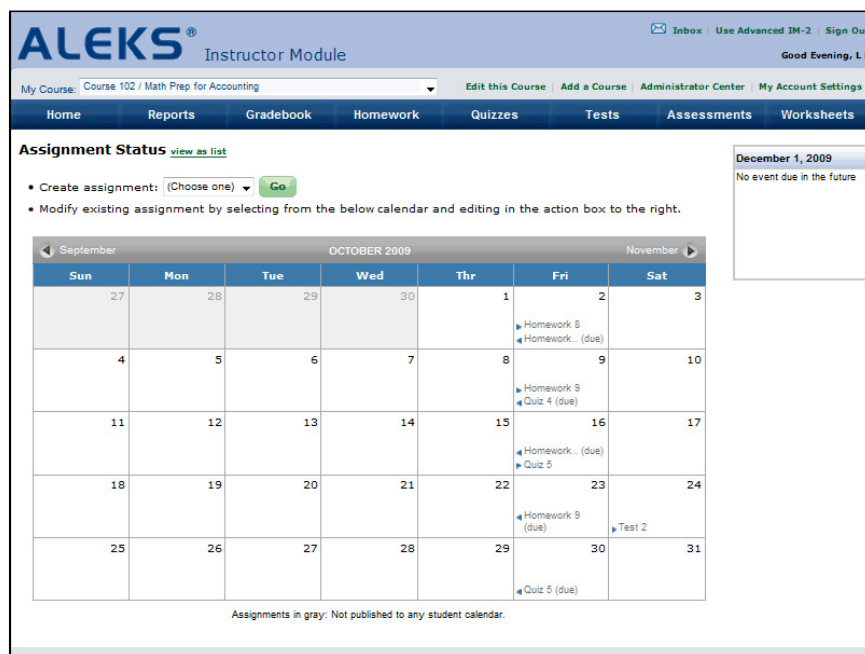 ALEKS® Instructor Module
Inbox | Use Advanced IM-2 | Sign Ou
Good Evening, L
My Course: Course 102 / Math Prep for Accounting
Edit this Course | Add a Course | Administrator Center | My Account Settings
Home Reports Gradebook Homework Quizzes Tests Assessments Worksheets
Assignment Status view as list
• Create assignment: (Choose one) Go
• Modify existing assignment by selecting from the below calendar and editing in the action box to the right.
December 1, 2009
No event due in the future
September OCTOBER 2009 November
Sun Mon Tue Wed Thr Fri Sat
27 28 29 30 1 2 3
Homework 8
Homework.. (due)
4 5 6 7 8 9 10
Homework 9
Quiz 4 (due)
11 12 13 14 15 16 17
Homework.. (due)
Quiz 5
18 19 20 21 22 23 24
Homework 9
(due) Test 2
25 26 27 28 29 30 31
Quiz 5 (due)
Assignments in gray: Not published to any student calendar.